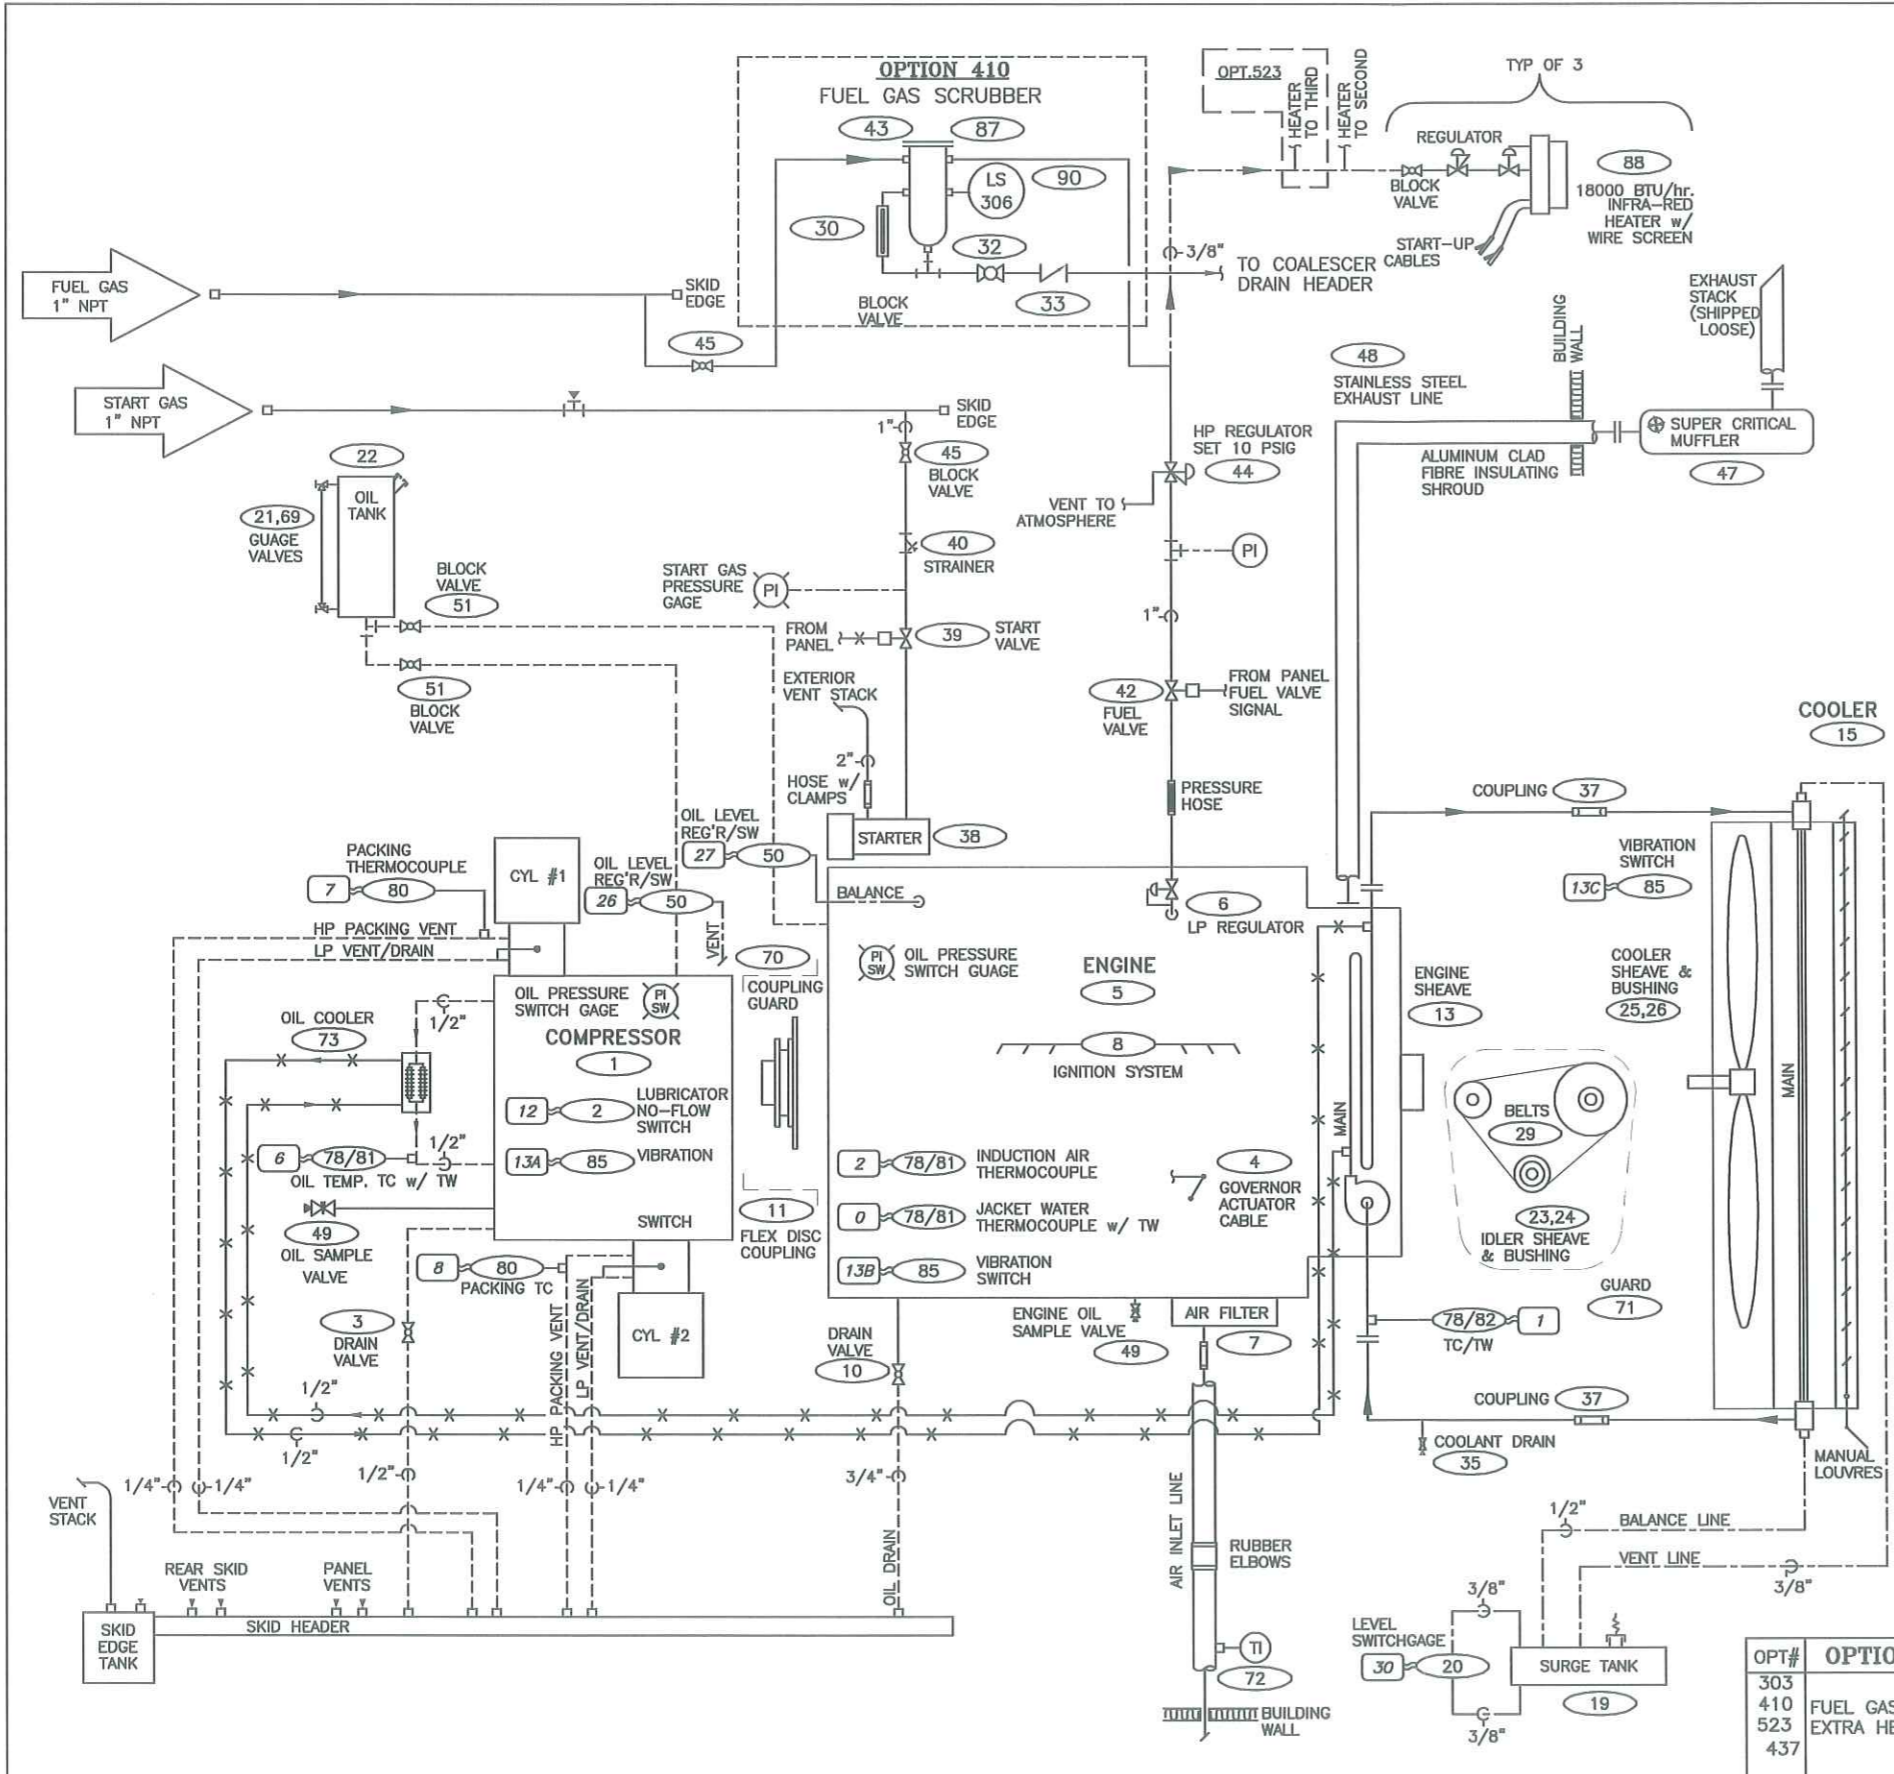 OPTION 410
FUEL GAS SCRUBBER
43
87
LS
306
90
30
32
33
BLOCK
VALVE
TO COALESCER
DRAIN HEADER
OPT.523
HEATER
TO THIRD
HEATER
TO SECOND
TYP OF 3
REGULATOR
BLOCK
VALVE
88
18000 BTU/hr.
INFRA-RED
HEATER w/
WIRE SCREEN
START-UP
CABLES
3/8"
FUEL GAS
1" NPT
SKID
EDGE
45
START GAS
1" NPT
SKID
EDGE
1"
45
BLOCK
VALVE
EXHAUST
STACK
(SHIPPED
LOOSE)
BUILDING
WALL
48
STAINLESS STEEL
EXHAUST LINE
SUPER CRITICAL
MUFFLER
47
ALUMINUM CLAD
FIBRE INSULATING
SHROUD
HP REGULATOR
SET 10 PSIG
44
VENT TO
ATMOSPHERE
PI
1"
22
OIL
TANK
21,69
GUAGE
VALVES
BLOCK
VALVE
51
51
BLOCK
VALVE
40
STRAINER
START GAS
PRESSURE
GAGE
PI
FROM
PANEL
39
START
VALVE
EXTERIOR
VENT STACK
2"
HOSE w/
CLAMPS
STARTER
38
42
FUEL
VALVE
FROM PANEL
FUEL VALVE
SIGNAL
PRESSURE
HOSE
COOLER
15
COUPLING
37
VIBRATION
SWITCH
13C
85
COOLER
SHEAVE &
BUSHING
25,26
MAIN
PACKING
THERMOCOUPLE
7
80
CYL #1
OIL LEVEL
REG'R/SW
27
50
OIL LEVEL
REG'R/SW
26
50
VENT
BALANCE
HP PACKING VENT
LP VENT/DRAIN
6
LP REGULATOR
PI
SW
OIL PRESSURE
SWITCH GUAGE
ENGINE
5
8
IGNITION SYSTEM
70
COUPLING
GUARD
OIL PRESSURE
SWITCH GAGE
PI
SW
COMPRESSOR
1
12
2
LUBRICATOR
NO-FLOW
SWITCH
13A
85
VIBRATION
SWITCH
1/2"
OIL COOLER
73
1/2"
6
78/81
OIL TEMP. TC w/ TW
49
OIL SAMPLE
VALVE
11
FLEX DISC
COUPLING
2
78/81
INDUCTION AIR
THERMOCOUPLE
0
78/81
JACKET WATER
THERMOCOUPLE w/ TW
13B
85
VIBRATION
SWITCH
4
GOVERNOR
ACTUATOR
CABLE
MAIN
ENGINE
SHEAVE
13
BELTS
29
23,24
IDLER SHEAVE
& BUSHING
GUARD
71
78/82
1
TC/TW
COUPLING
37
COOLANT DRAIN
35
MANUAL
LOUVRES
8
80
PACKING TC
CYL #2
3
DRAIN
VALVE
HP PACKING VENT
LP VENT/DRAIN
DRAIN
VALVE
10
ENGINE OIL
SAMPLE VALVE
49
AIR FILTER
7
1/2"
1/2"
1/4"
1/4"
1/2"
1/4"
1/4"
3/4"
OIL DRAIN
AIR INLET LINE
RUBBER
ELBOWS
TI
72
BUILDING
WALL
VENT
STACK
REAR SKID
VENTS
PANEL
VENTS
SKID
EDGE
TANK
SKID HEADER
1/2"
BALANCE LINE
VENT LINE
3/8"
3/8"
LEVEL
SWITCHGAGE
30
20
SURGE TANK
19
3/8"
OPT# OPTIO
303
410 FUEL GAS
523 EXTRA HE
437